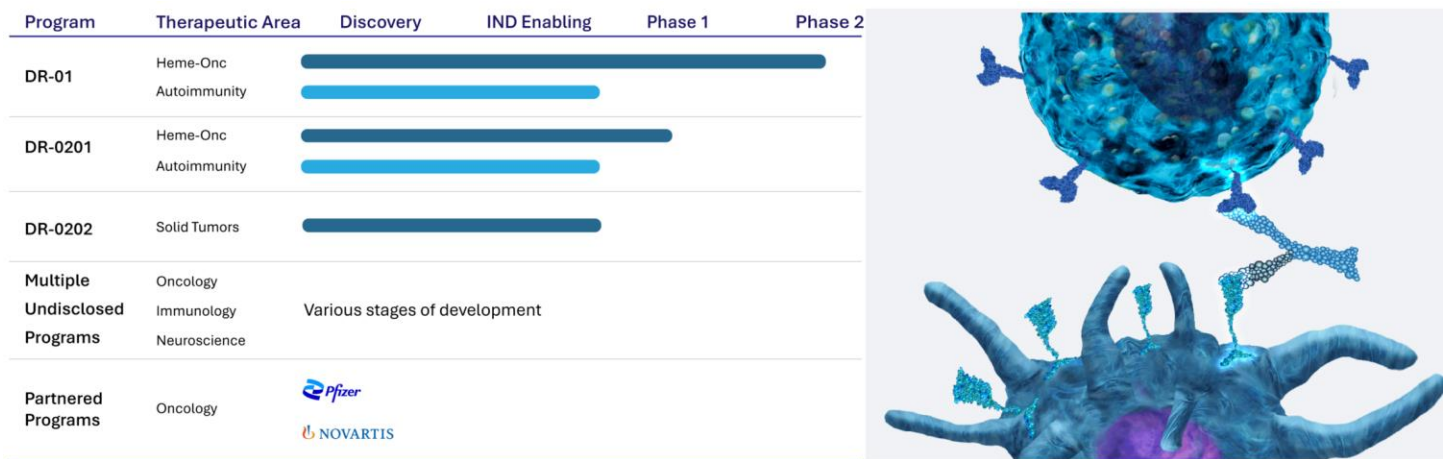 Program Therapeutic Area Discovery IND Enabling Phase 1 Phase 2
DR-01
Heme-Onc
Autoimmunity
DR-0201
Heme-Onc
Autoimmunity
DR-0202 Solid Tumors
Multiple
Undisclosed
Programs
Oncology
Immunology
Neuroscience
Various stages of development
Partnered
Programs
Oncology
Pfizer
NOVARTIS